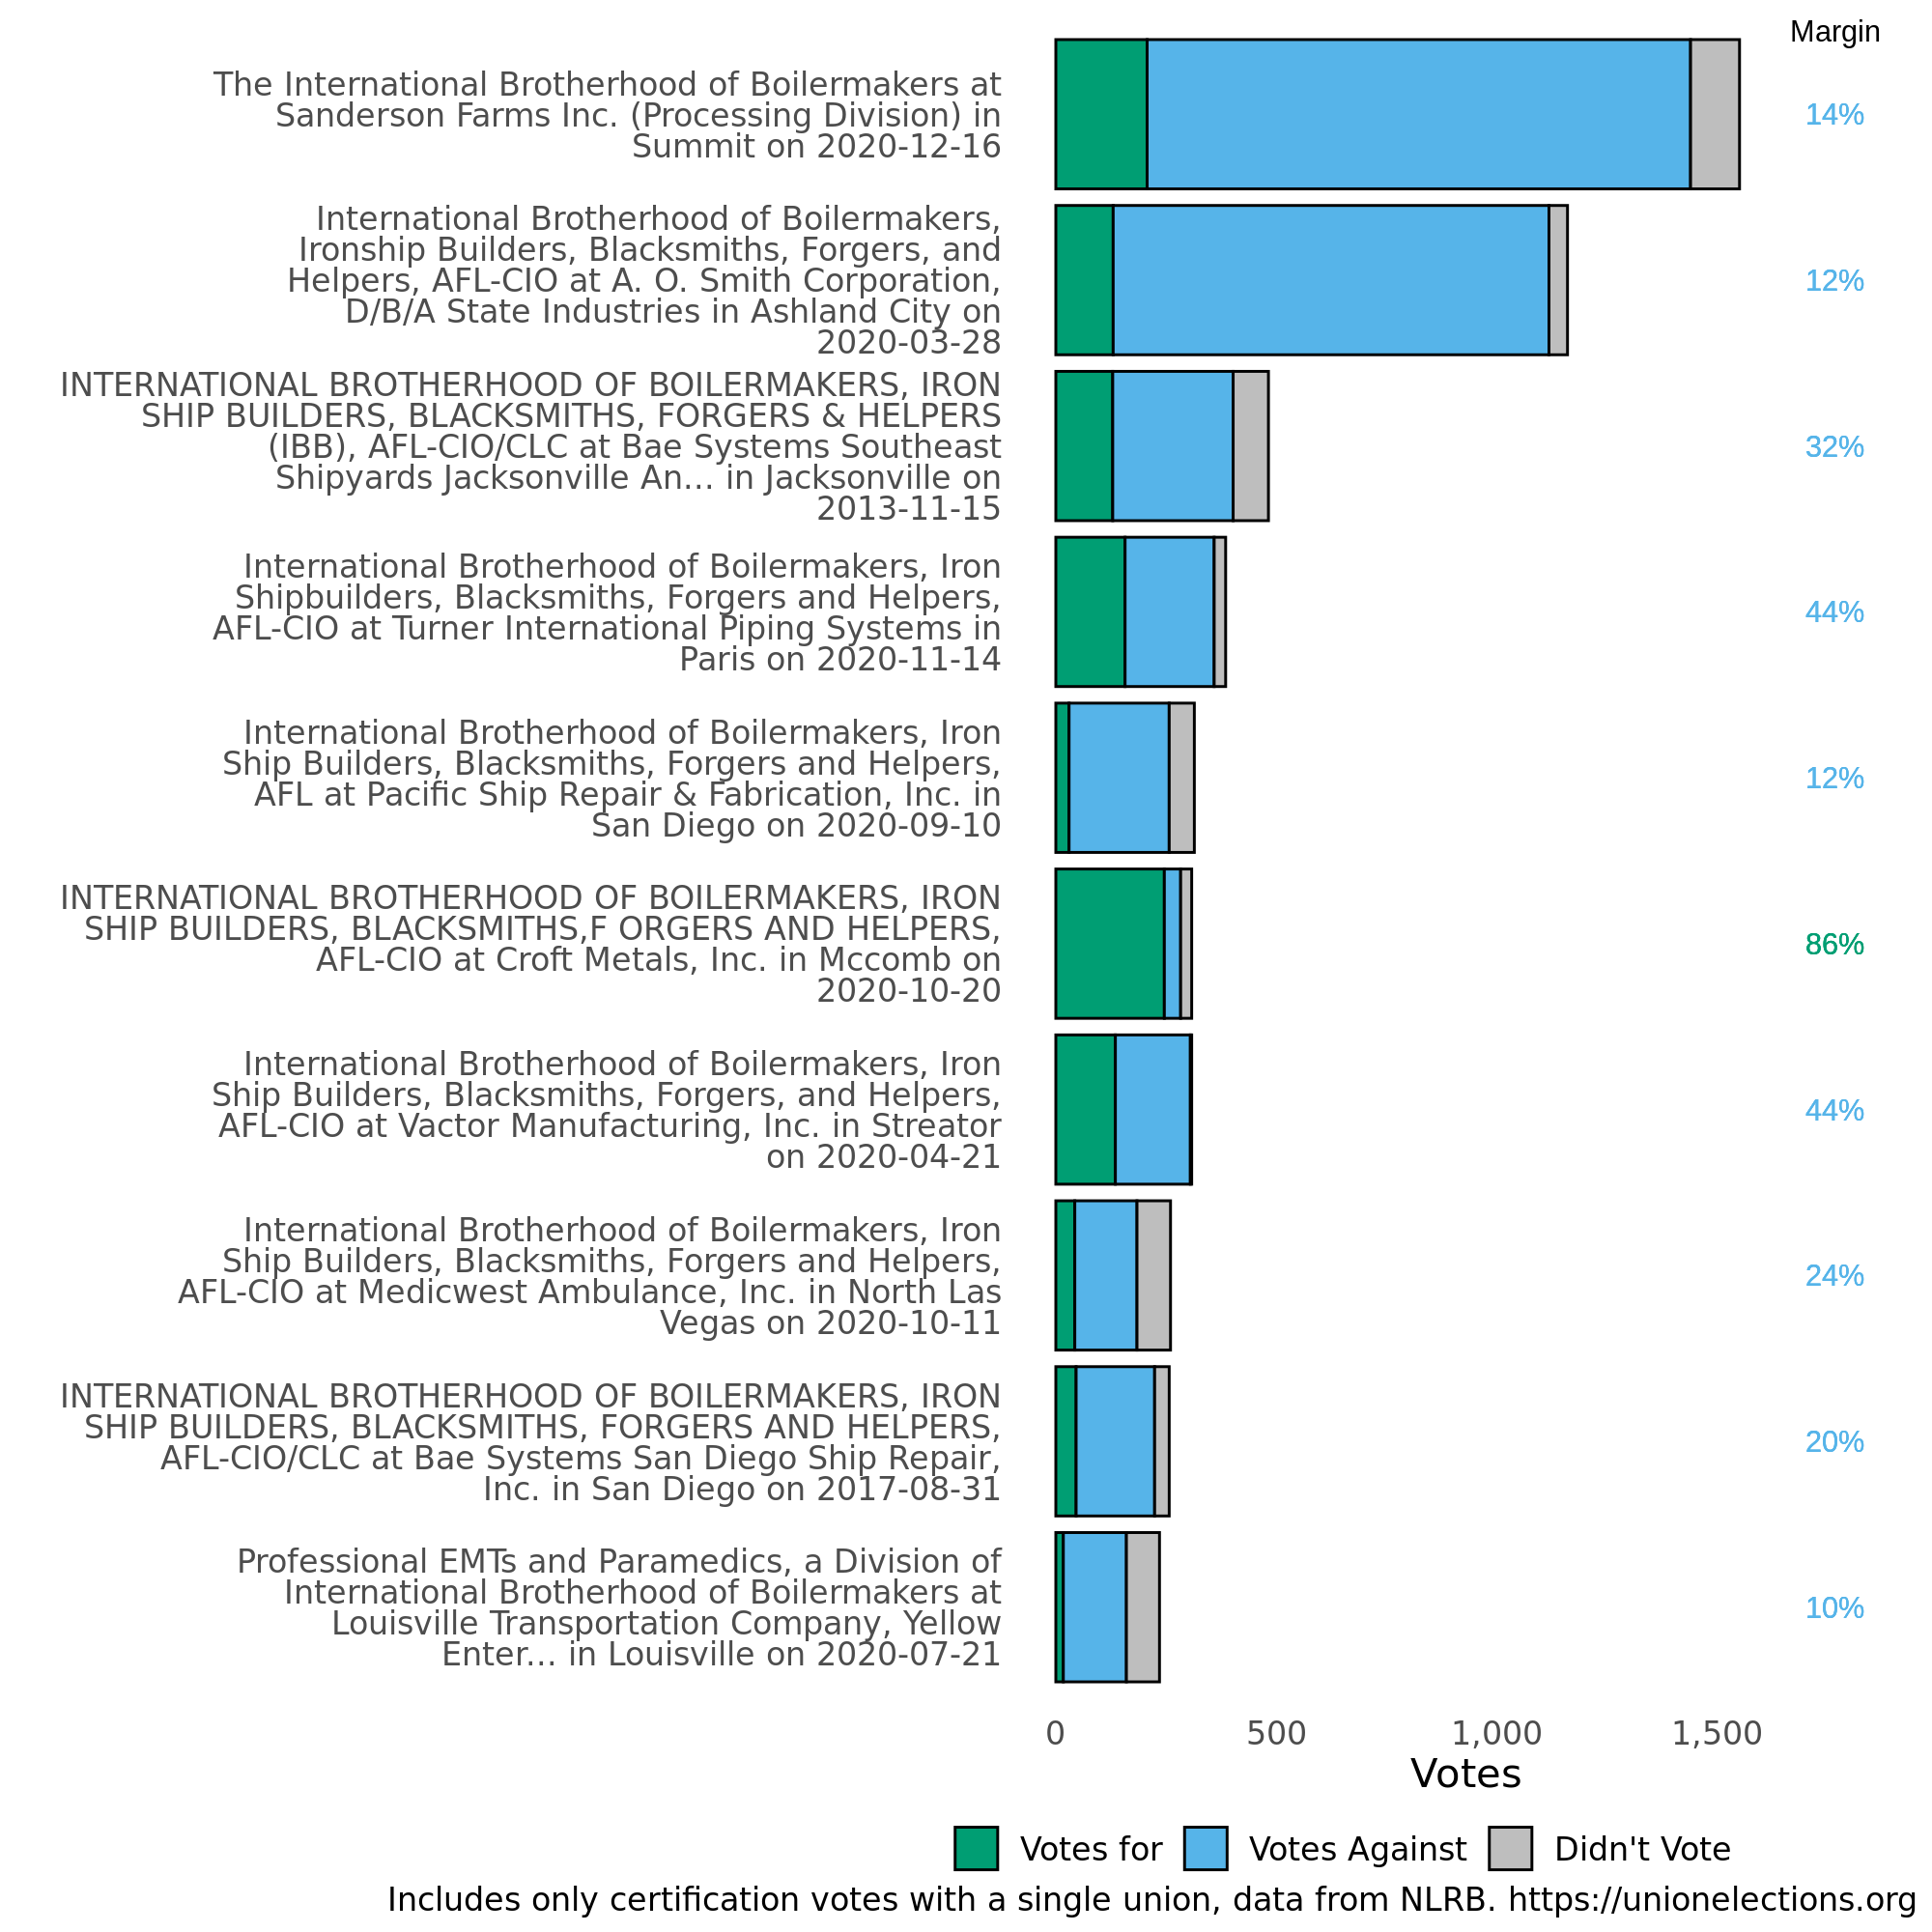 Margin
The International Brotherhood of Boilermakers at
Sanderson Farms Inc. (Processing Division) in
Summit on 2020-12-16
14%
International Brotherhood of Boilermakers,
Ironship Builders, Blacksmiths, Forgers, and
Helpers, AFL-CIO at A. O. Smith Corporation,
D/B/A State Industries in Ashland City on
2020-03-28
12%
INTERNATIONAL BROTHERHOOD OF BOILERMAKERS, IRON
SHIP BUILDERS, BLACKSMITHS, FORGERS & HELPERS
(IBB), AFL-CIO/CLC at Bae Systems Southeast
Shipyards Jacksonville An... in Jacksonville on
2013-11-15
32%
International Brotherhood of Boilermakers, Iron
Shipbuilders, Blacksmiths, Forgers and Helpers,
AFL-CIO at Turner International Piping Systems in
Paris on 2020-11-14
44%
International Brotherhood of Boilermakers, Iron
Ship Builders, Blacksmiths, Forgers and Helpers,
AFL at Pacific Ship Repair & Fabrication, Inc. in
San Diego on 2020-09-10
12%
INTERNATIONAL BROTHERHOOD OF BOILERMAKERS, IRON
SHIP BUILDERS, BLACKSMITHS,F ORGERS AND HELPERS,
AFL-CIO at Croft Metals, Inc. in Mccomb on
2020-10-20
86%
International Brotherhood of Boilermakers, Iron
Ship Builders, Blacksmiths, Forgers, and Helpers,
AFL-CIO at Vactor Manufacturing, Inc. in Streator
on 2020-04-21
44%
International Brotherhood of Boilermakers, Iron
Ship Builders, Blacksmiths, Forgers and Helpers,
AFL-CIO at Medicwest Ambulance, Inc. in North Las
Vegas on 2020-10-11
24%
INTERNATIONAL BROTHERHOOD OF BOILERMAKERS, IRON
SHIP BUILDERS, BLACKSMITHS, FORGERS AND HELPERS,
AFL-CIO/CLC at Bae Systems San Diego Ship Repair,
Inc. in San Diego on 2017-08-31
20%
Professional EMTs and Paramedics, a Division of
International Brotherhood of Boilermakers at
Louisville Transportation Company, Yellow
Enter... in Louisville on 2020-07-21
10%
0 500 1,000 1,500
Votes
Votes for Votes Against Didn't Vote
Includes only certification votes with a single union, data from NLRB. https://unionelections.org